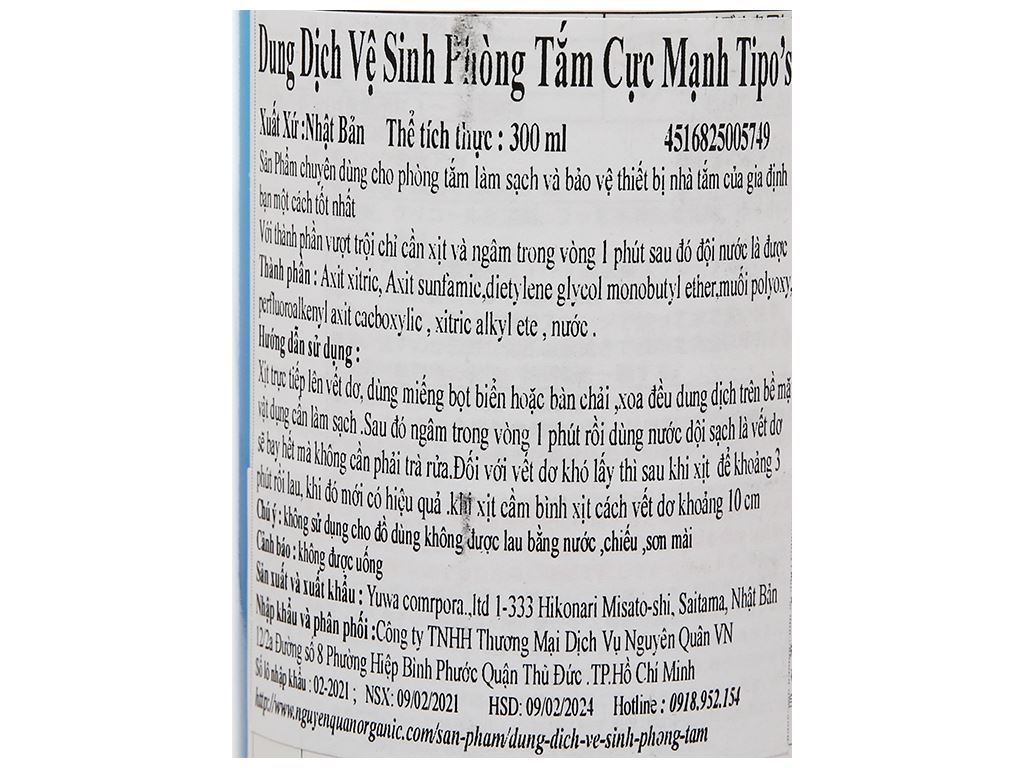 Dung Dịch Vệ Sinh Phòng Tắm Cực Mạnh Tipo's
Xuất Xứ :Nhật Bản Thể tích thực : 300 ml 4516825005749
Sản Phẩm chuyên dùng cho phòng tắm làm sạch và bảo vệ thiết bị nhà tắm của gia định
bạn một cách tốt nhất
Với thành phần vượt trội chỉ cần xịt và ngâm trong vòng 1 phút sau đó đội nước là được
Thành phần : Axit xitric, Axit sunfamic,dietylene glycol monobutyl ether,muối polyoxy,
perfluoroalkenyl axit cacboxylic , xitric alkyl ete , nước .
Hướng dẫn sử dụng :
Xịt trực tiếp lên vết dơ, dùng miếng bọt biển hoặc bàn chải ,xoa đều dung dịch trên bề mặ
vật dụng cần làm sạch .Sau đó ngâm trong vòng 1 phút rồi dùng nước dội sạch là vết dơ
sẽ bay hết mà không cần phải trà rửa.Đối với vết dơ khó lấy thì sau khi xịt để khoảng 3
phút rồi lau, khi đó mới có hiệu quả .khi xịt cầm bình xịt cách vết dơ khoảng 10 cm
Chú ý : không sử dụng cho đồ dùng không được lau bằng nước ,chiếu ,sơn mài
Cảnh báo : không được uống
Sản xuất và xuất khẩu : Yuwa comrpora.,ltd 1-333 Hikonari Misato-shi, Saitama, Nhật Bản
Nhập khẩu và phân phối :Công ty TNHH Thương Mại Dịch Vụ Nguyên Quân VN
12/2a Đường số 8 Phường Hiệp Bình Phước Quận Thủ Đức .TP.Hồ Chí Minh
Số lô nhập khẩu : 02-2021 ; NSX: 09/02/2021 HSD: 09/02/2024 Hotline : 0918.952.154
http://www.nguyenquanorganic.com/san-pham/dung-dich-ve-sinh-phong-tam